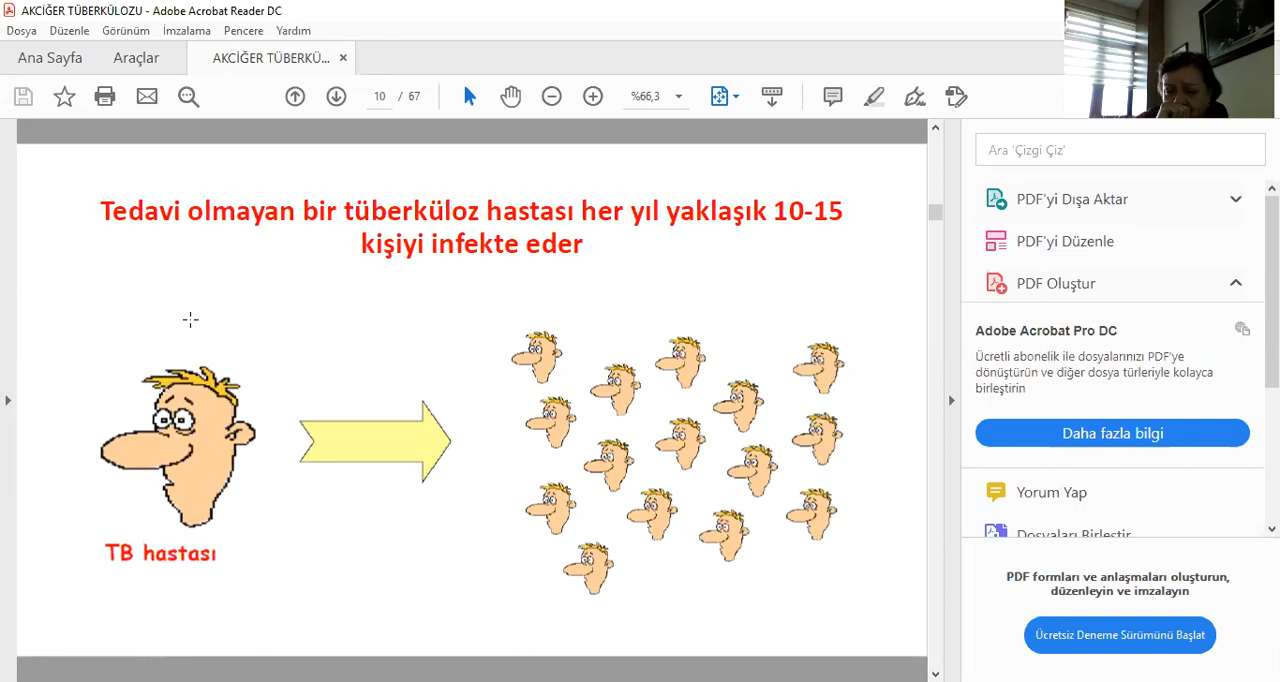 AKCİĞER TÜBERKÜLOZU - Adobe Acrobat Reader DC
Dosya Düzenle Görünüm İmzalama Pencere Yardım
Ana Sayfa Araçlar AKCİĞER TÜBERKÜ... ×
10 / 67 %66,3
Ara 'Çizgi Çiz'
Tedavi olmayan bir tüberküloz hastası her yıl yaklaşık 10-15
kişiyi infekte eder
TB hastası
PDF'yi Dışa Aktar
PDF'yi Düzenle
PDF Oluştur
Adobe Acrobat Pro DC
Ücretli abonelik ile dosyalarınızı PDF'ye
dönüştürün ve diğer dosya türleriyle kolayca
birleştirin
Daha fazla bilgi
Yorum Yap
Dosyaları Birleştir
PDF formları ve anlaşmaları oluşturun,
düzenleyin ve imzalayın
Ücretsiz Deneme Sürümünü Başlat